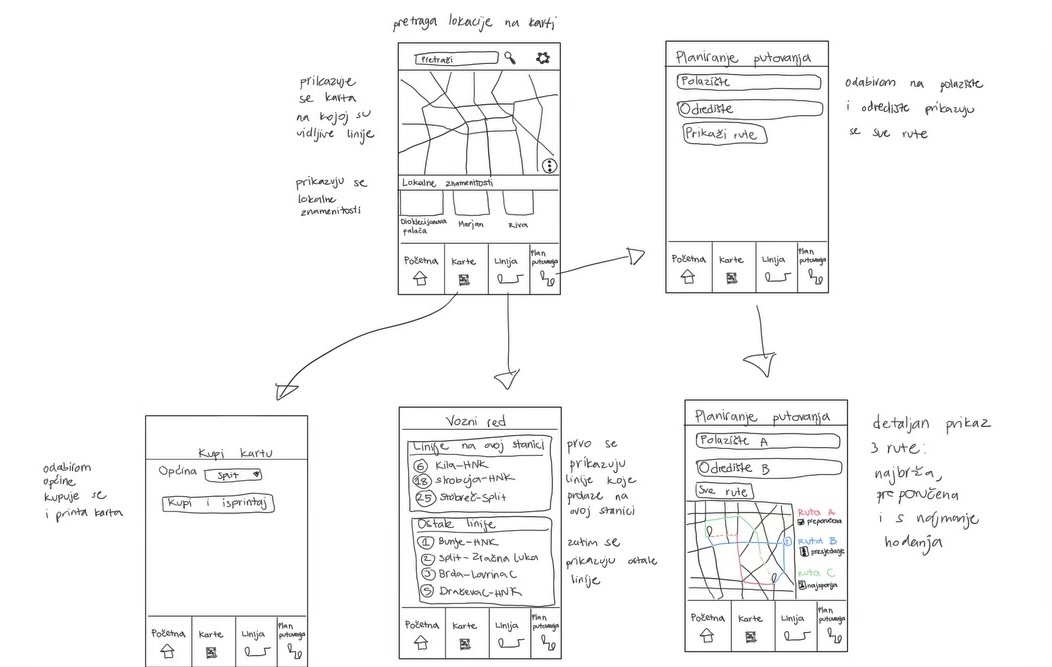 pretraga lokacije na karti
Pretraži
prikazuje
se karta
na kojoj su
vidljive linije
prikazuju se
lokalne
znamenitosti
Lokalne znamenitosti
Dioklecijanova
palača
Marjan
Riva
Početna
Karte
Linija
Plan
putovanja
Planiranje putovanja
Polazište
Odredište
Prikaži rute
Početna
Karte
Linija
Plan
putovanja
odabirom na polazište
i odredište prikazuju
se sve rute
odabirom
općine
kupuje se
i printa karta
Kupi kartu
Općina
Split
Kupi i isprintaj
Početna
Karte
Linija
Plan
putovanja
Vozni red
Linije na ovoj stanici
6 Kila-HNK
18
25 Stobreč-Split
Ostale linije
1 Bunje-HNK
2 Split-Zračna Luka
3 Brda-Lovrinac
5 Dračevac-HNK
Početna
Karte
Linija
Plan
putovanja
prvo se
prikazuju
linije koje
prolaze na
ovoj stanici
zatim se
prikazuju ostale
linije
Planiranje putovanja
Polazište A
Odredište B
Sve rute
Ruta A
preporučena
Ruta B
presjedanje
Ruta C
najsporija
Početna
Karte
Linija
Plan
putovanja
detaljan prikaz
3 rute:
najbrža,
preporučena
i s najmanje
hodanja